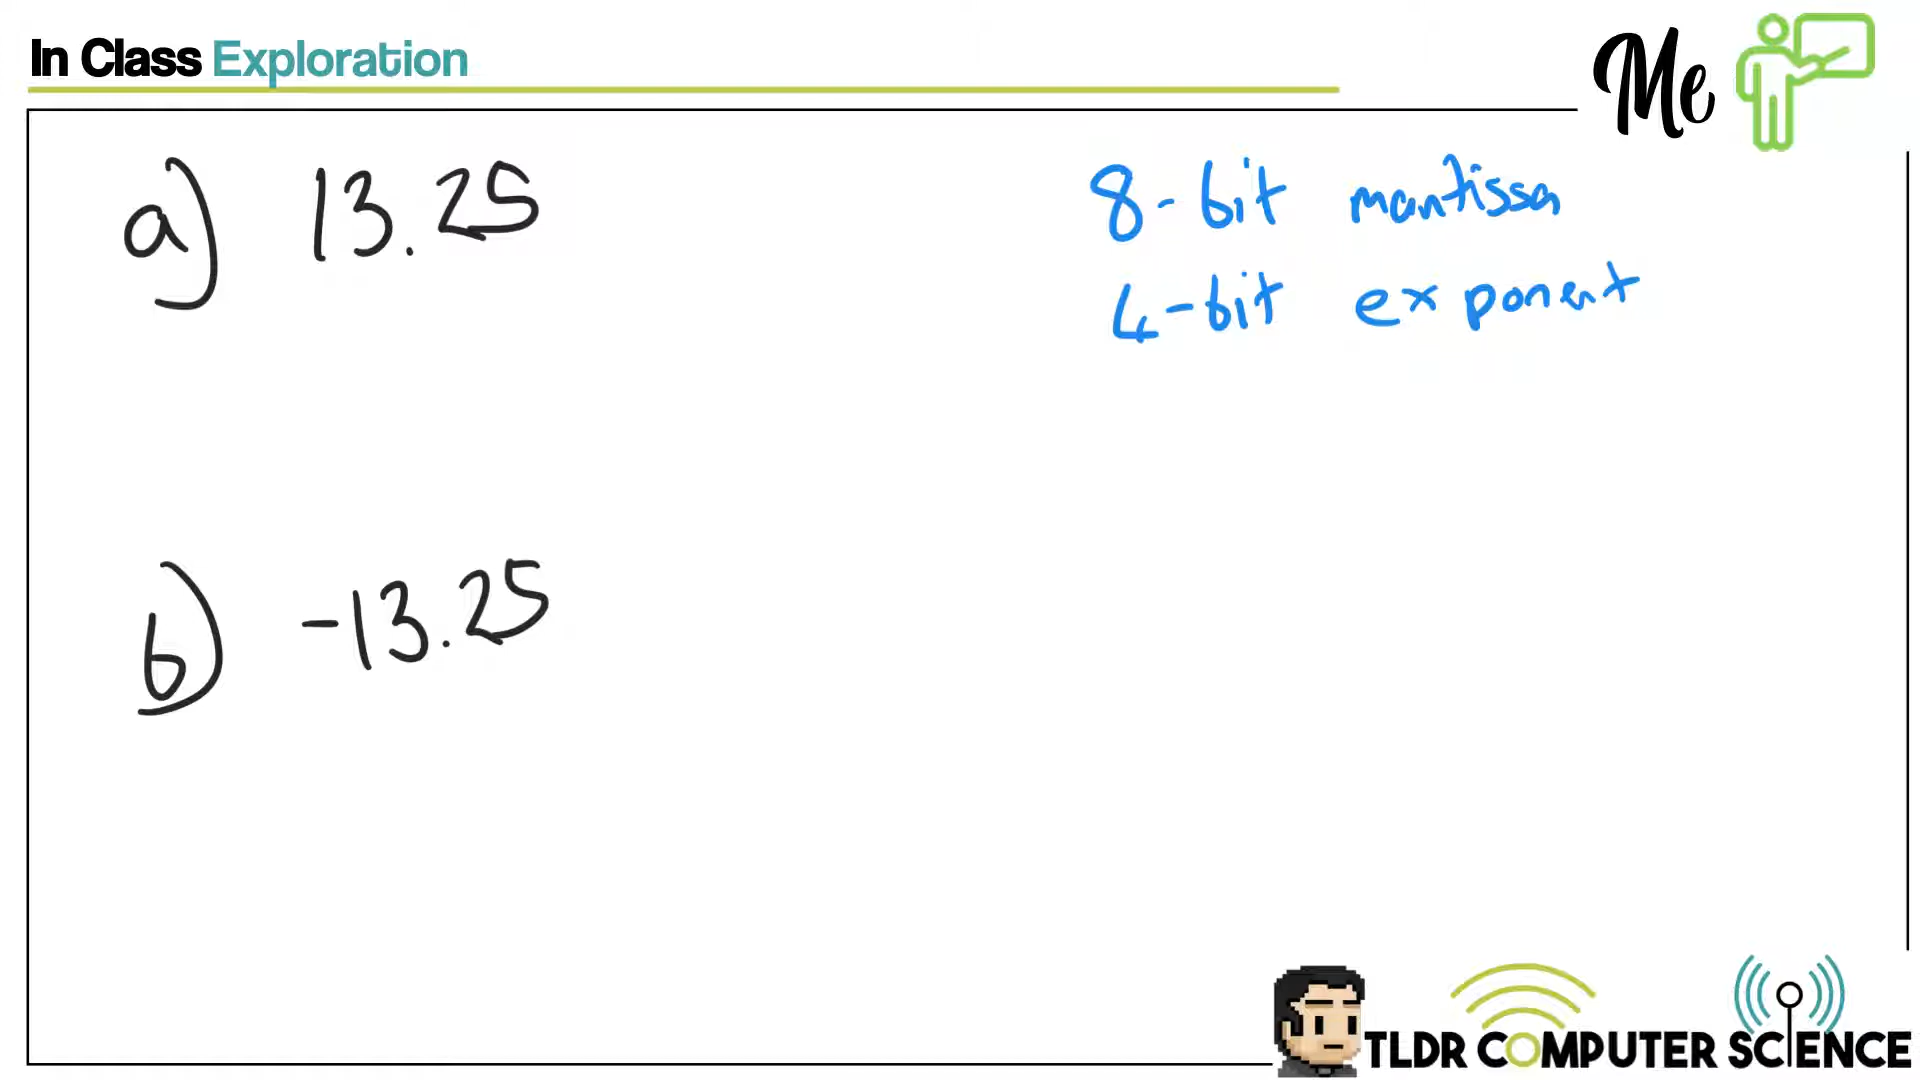 In Class Exploration
Me
a) 13.25
8-bit mantissa
4-bit exponent
b) -13.25
TLDR COMPUTER SCIENCE